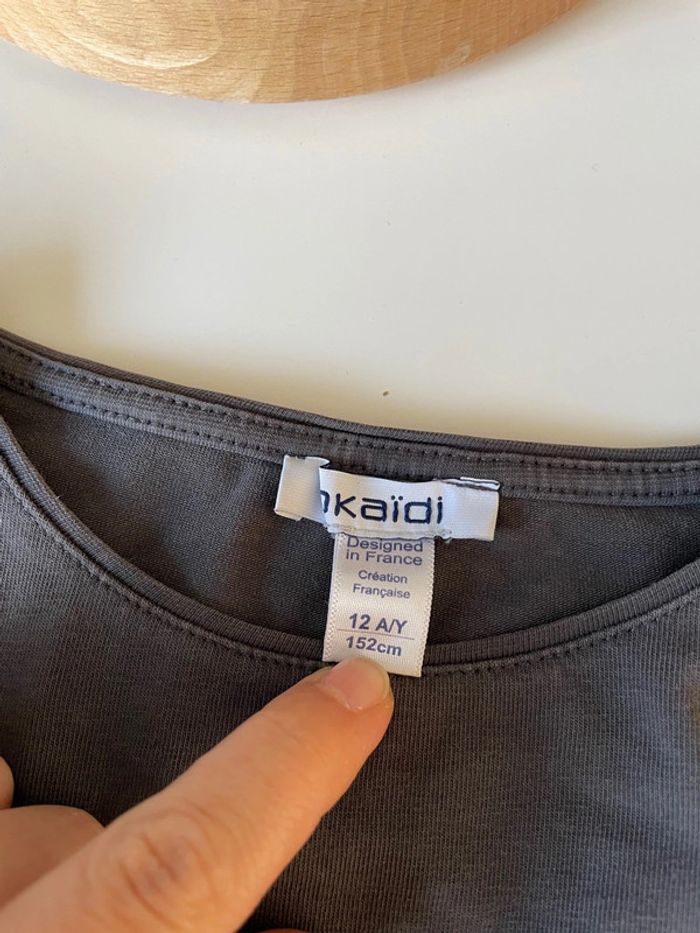 kaïdi
Designed
in France
Création
Française
12 A/Y
152cm